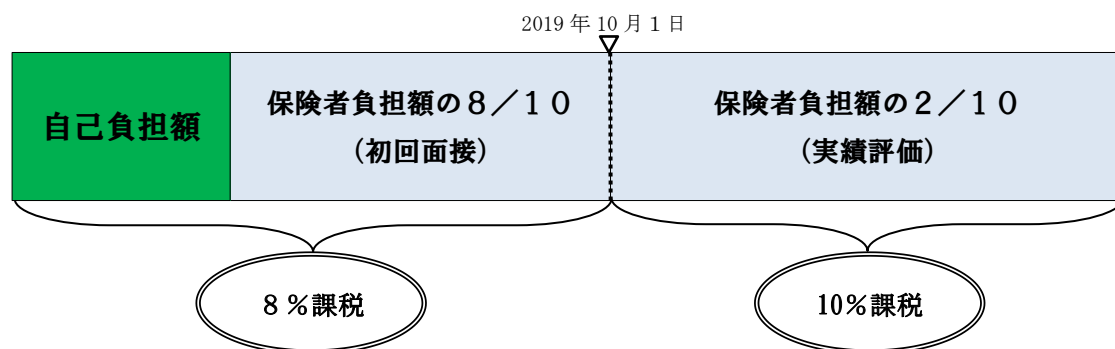 2019年10月1日
自己負担額
保険者負担額の8/10
(初回面接)
保険者負担額の2/10
(実績評価)
8%課税
10%課税